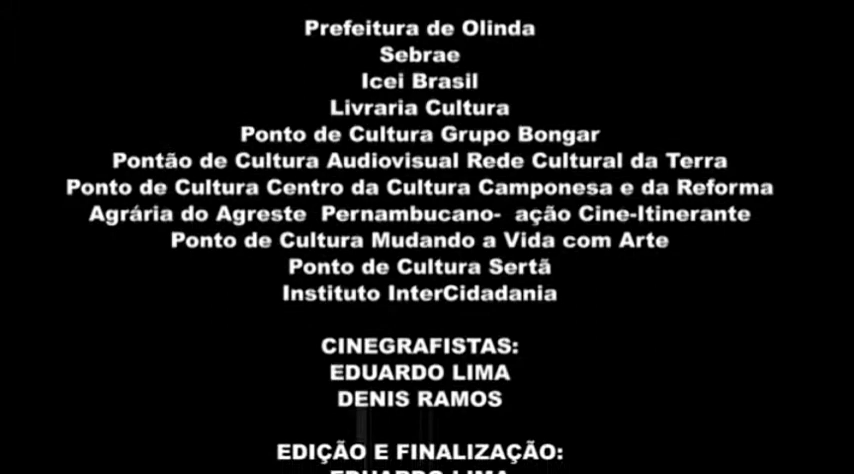 Prefeitura de Olinda
Sebrae
Icei Brasil
Livraria Cultura
Ponto de Cultura Grupo Bongar
Pontão de Cultura Audiovisual Rede Cultural da Terra
Ponto de Cultura Centro da Cultura Camponesa e da Reforma
Agrária do Agreste  Pernambucano-  ação Cine-Itinerante
Ponto de Cultura Mudando a Vida com Arte
Ponto de Cultura Sertã
Instituto InterCidadania
CINEGRAFISTAS:
EDUARDO LIMA
DENIS RAMOS
EDIÇÃO E FINALIZAÇÃO:
EDUARDO LIMA